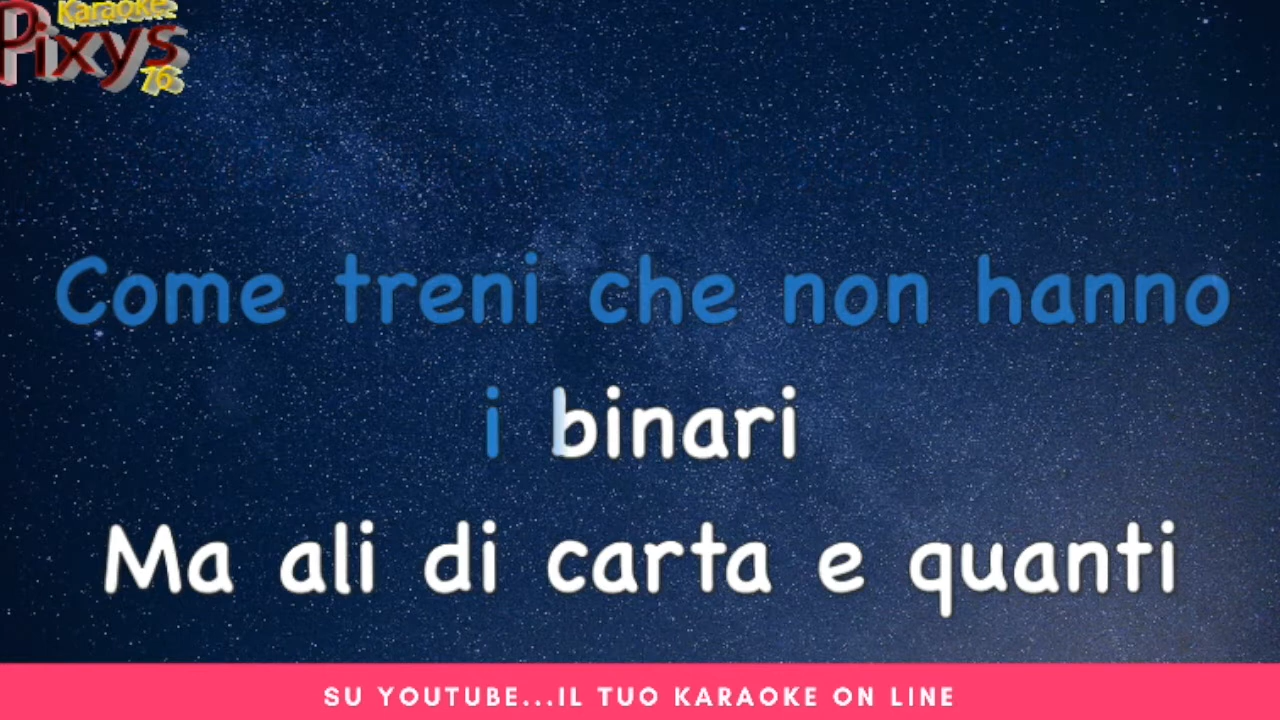 Karaoke
Pixys
76
Come treni che non hanno
i binari
Ma ali di carta e quanti
SU YOUTUBE...IL TUO KARAOKE ON LINE